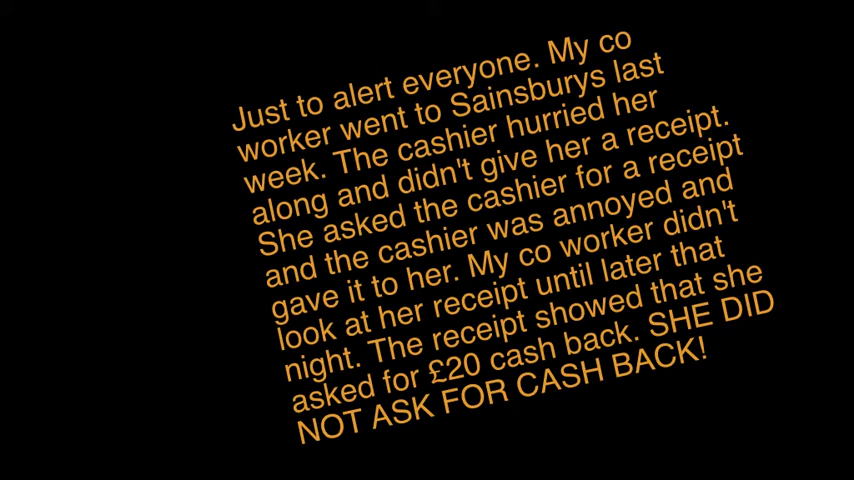 Just to alert everyone. My co
worker went to Sainsburys last
week. The cashier hurried her
along and didn't give her a receipt.
She asked the cashier for a receipt
and the cashier was annoyed and
gave it to her. My co worker didn't
look at her receipt until later that
night. The receipt showed that she
asked for £20 cash back. SHE DID
NOT ASK FOR CASH BACK!